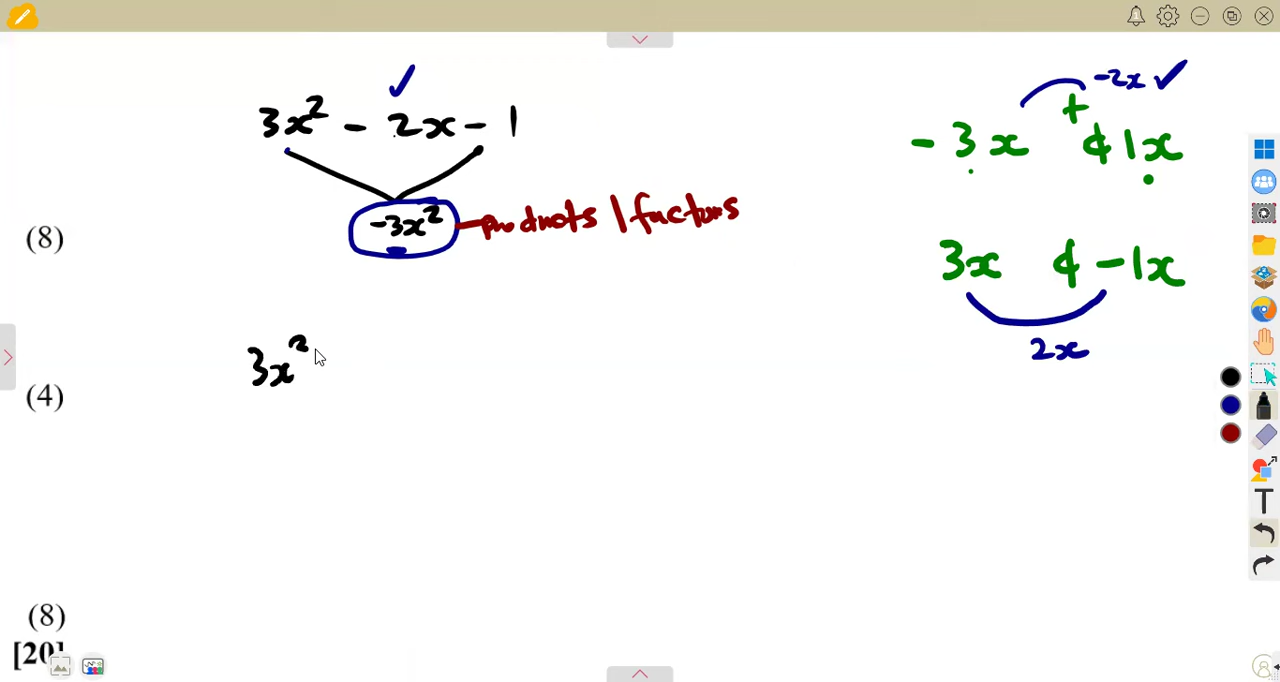 3x² - 2x - 1
-3x² - products / factors
(8)
3x²
(4)
(8)
[20]
-2x ✓
+
-3x ¢ 1x
3x ¢ -1x
2x
T